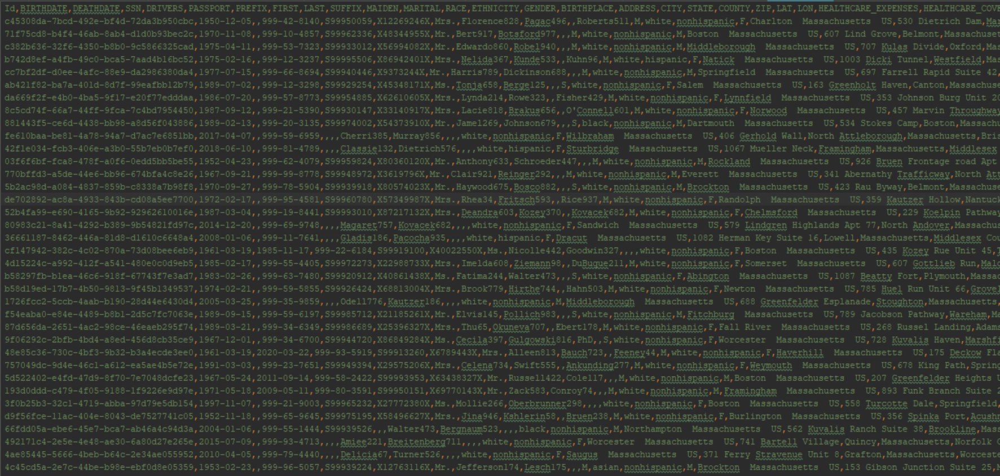 Id,BIRTHDATE,DEATHDATE,SSN,DRIVERS,PASSPORT,PREFIX,FIRST,LAST,SUFFIX,MAIDEN,MARITAL,RACE,ETHNICITY,GENDER,BIRTHPLACE,ADDRESS,CITY,STATE,COUNTY,ZIP,LAT,LON,HEALTHCARE_EXPENSES,HEALTHCARE_COVE
c45308da-7bcd-492e-bf4d-72da3b950cbc,1950-12-05,,999-42-8140,S99950059,X12269246X,Mrs.,Florence828,Pagac496,,Roberts511,M,white,nonhispanic,F,Charlton  Massachusetts  US,530 Dietrich Dam,Mar
71f75cd8-b4f4-46ab-8ab4-d1d0b93bec2c,1970-11-08,,999-10-4857,S99962336,X48344955X,Mr.,Bert917,Botsford977,,,M,white,nonhispanic,M,Boston  Massachusetts  US,607 Lind Grove,Belmont,Massachuset
c382b636-32f6-4350-b8b0-9c5866325cad,1975-04-11,,999-53-7323,S99933012,X56994082X,Mr.,Edwardo860,Robel940,,,M,white,nonhispanic,M,Middleborough  Massachusetts  US,707 Kulas Divide,Oxford,Mas
b742d8ef-a4fb-49c0-bca5-7aad4b16bc52,1975-02-16,,999-12-3237,S99995506,X86942401X,Mrs.,Nelida367,Kunde533,,Kuhn96,M,white,hispanic,F,Natick  Massachusetts  US,1003 Dicki Tunnel,Westfield,Mas
cc7bf2df-d0ee-4afc-88e9-da2986380da4,1977-07-15,,999-66-8694,S99940446,X9373244X,Mr.,Harris789,Dickinson688,,,M,white,nonhispanic,M,Springfield  Massachusetts  US,697 Farrell Rapid Suite 42,
ab421f82-ba7a-401d-8d7f-99eafbb12b79,1989-07-02,,999-12-3298,S99929254,X45348171X,Ms.,Tonja658,Berge125,,,S,white,nonhispanic,F,Salem  Massachusetts  US,163 Greenholt Haven,Canton,Massachuse
da669f2f-e4b0-4ba5-9f17-e20f77edddaa,1986-07-20,,999-57-8773,S99954885,X62610605X,Mrs.,Lynda214,Rowe323,,Fisher429,M,white,nonhispanic,F,Lynnfield  Massachusetts  US,353 Johnson Burg Unit 20
8c5cd74f-66a7-44ff-9fca-7c4bd7954450,1989-09-12,,999-21-5390,S99930147,X33140917X,Mrs.,Lacie818,Brakus656,,O'Connell601,M,white,nonhispanic,F,Norwood  Massachusetts  US,457 Marvin Throughway
881443f5-ce6d-4438-bb98-a8d56f043886,1989-02-13,,999-20-3135,S99974002,X54373910X,Mr.,Jamel269,Johnson679,,,S,black,nonhispanic,M,Dartmouth  Massachusetts  US,534 Stokes Camp,Boston,Massachu
fe610baa-be81-4a78-94a7-d7ac7e6851bb,2017-04-07,,999-59-6959,,,,Cherri385,Murray856,,,,white,nonhispanic,F,Wilbraham  Massachusetts  US,406 Gerhold Wall,North Attleborough,Massachusetts,Bris
42f1e034-fcb3-406e-a3b0-55b7eb0b7ef0,2018-06-10,,999-81-4789,,,,Classie132,Dietrich576,,,,white,hispanic,F,Sturbridge  Massachusetts  US,1067 Mueller Neck,Framingham,Massachusetts,Middlesex
03f6f6bf-fca8-478f-a0f6-0edd5bb5be55,1952-04-23,,999-62-4079,S99959824,X80360120X,Mr.,Anthony633,Schroeder447,,,M,white,nonhispanic,M,Rockland  Massachusetts  US,926 Bruen Frontage road Apt
770bffd3-a5de-44e6-bb96-674bfa4c8e26,1967-09-21,,999-99-8778,S99948972,X3619796X,Mr.,Clair921,Reinger292,,,M,white,nonhispanic,M,Everett  Massachusetts  US,341 Abernathy Trafficway,North Att
5b2ac98d-a084-4837-859b-c8338a7b98f8,1970-09-27,,999-78-5904,S99939918,X80574023X,Mr.,Haywood675,Bosco882,,,S,white,nonhispanic,M,Brockton  Massachusetts  US,423 Rau Byway,Belmont,Massachuse
de702892-ac8a-4933-843b-cd08a5ee7700,1972-02-17,,999-95-4581,S99960780,X57349987X,Mrs.,Rhea34,Fritsch593,,Rice937,M,white,nonhispanic,F,Randolph  Massachusetts  US,359 Kautzer Hollow,Nantuck
52b4fa99-e690-4165-9b92-92962610016e,1987-03-04,,999-19-8441,S99993010,X87217132X,Mrs.,Deandra603,Kozey370,,Kovacek682,M,white,nonhispanic,F,Chelmsford  Massachusetts  US,229 Koelpin Pathway
80983c21-8a41-4292-b389-9b54821fd97c,2014-12-20,,999-69-9748,,,,Magaret757,Kovacek682,,,,white,nonhispanic,F,Sandwich  Massachusetts  US,579 Lindgren Highlands Apt 77,North Andover,Massachus
36661187-8462-446a-81d8-d1610c6648a4,2008-01-06,,999-11-7641,,,,Gladis186,Pacocha935,,,,white,hispanic,F,Dracut  Massachusetts  US,1082 Herman Key Suite 16,Lowell,Massachusetts,Middlesex Cou
cf147942-382c-4c02-870a-73d08bee6eb9,1961-03-19,1985-11-17,999-22-6184,S99919100,X40022550X,Ms.,Nicolle442,Goodwin327,,,,white,nonhispanic,F,Boston  Massachusetts  US,435 Kozey Rue Unit 45,
4d15224c-a992-412f-a541-480e0c0d9eb5,1985-02-17,,999-55-4405,S99972273,X22988733X,Mrs.,Imelda608,Ziemann98,,DuBuque211,M,white,nonhispanic,F,Somerset  Massachusetts  US,607 Gottlieb Run,Mald
b58297fb-b1ea-46c6-918f-67743f7e3ad7,1983-02-26,,999-63-7480,S99920912,X40861438X,Ms.,Fatima244,Walter473,,,S,white,nonhispanic,F,Abington  Massachusetts  US,1087 Beatty Fort,Plymouth,Massac
b58d19ed-17b7-4b50-9813-9f45b1349537,1974-02-21,,999-59-5855,S99926424,X68813004X,Mrs.,Brook779,Hirthe744,,Hahn503,M,white,nonhispanic,F,Newton  Massachusetts  US,785 Huel Run Unit 66,Grovel
1726fcc2-5ccb-4aab-b190-28d44e6430d4,2005-03-25,,999-35-9859,,,,Odell776,Kautzer186,,,,white,nonhispanic,M,Middleborough  Massachusetts  US,688 Greenfelder Esplanade,Stoughton,Massachusetts,
f54eaba0-e84e-4489-b8b1-2d5c7fc7063e,1989-09-15,,999-59-6197,S99985712,X21185261X,Mr.,Elvis145,Pollich983,,,S,white,nonhispanic,M,Fitchburg  Massachusetts  US,789 Jacobson Pathway,Wareham,Ma
87d656da-2651-4ac2-98ce-46eaeb295f74,1989-03-21,,999-34-6349,S99986689,X25396327X,Mrs.,Thu65,Okuneva707,,Ebert178,M,white,nonhispanic,F,Fall River  Massachusetts  US,268 Russel Landing,Adams
9f06292c-2bfb-4bd4-a8ed-456d8cb35ce9,1967-12-01,,999-34-6700,S99944720,X86849284X,Ms.,Cecila397,Gulgowski816,PhD,,S,white,nonhispanic,F,Worcester  Massachusetts  US,728 Kuvalis Haven,Marshfi
48e85c36-730c-4bf3-9b32-b3a4ecde3ee0,1961-03-19,2020-03-22,999-93-5919,S99913260,X6789443X,Mrs.,Alleen813,Bauch723,,Feeney44,M,white,nonhispanic,F,Haverhill  Massachusetts  US,175 Deckow Fla
757049dc-9d4e-46c1-a612-ea5ae4b5e72e,1991-03-03,,999-23-7651,S99949394,X29575206X,Mrs.,Celena734,Swift555,,Ankunding277,M,white,nonhispanic,F,Weymouth  Massachusetts  US,678 King Path,Spring
5d522402-e4fd-47d9-8f70-7e7048dcfe23,1967-05-24,2011-09-14,999-58-2422,S99993953,X63438327X,Mr.,Russell422,Cole117,,,M,white,nonhispanic,M,Boston  Massachusetts  US,207 Greenfelder Heights U
193d0ddd-c479-4f05-9188-1f9226e9d97e,1971-05-18,2009-05-11,999-80-3591,S99950151,X69770143X,Mr.,Zack583,Conroy74,,,M,white,nonhispanic,M,Framingham  Massachusetts  US,893 Funk Branch Suite 2
3f0b25b3-32c1-4719-abba-97d79e5db154,1997-11-07,,999-21-9003,S99965232,X27772380X,Ms.,Mollie266,Oberbrunner298,,,,white,nonhispanic,F,Boston  Massachusetts  US,558 Turcotte Dale,Springfield,
d9f56fce-11ac-404e-8043-de7527741c05,1952-11-18,,999-65-9645,S99975195,X58496627X,Mrs.,Jina946,Kshlerin58,,Bruen238,M,white,nonhispanic,F,Burlington  Massachusetts  US,356 Spinka Port,Acushn
66fdd05a-ebe6-45e7-bca7-ab46a4c94d3a,2004-01-06,,999-55-1444,S99939526,,,Walter473,Bergnaum523,,,,black,nonhispanic,M,Northampton  Massachusetts  US,562 Kuvalis Ranch Suite 38,Brookline,Mass
492171c4-2e5e-4e48-ae30-6a80d27e265e,2015-07-09,,999-93-4713,,,,Amiee221,Breitenberg711,,,,white,nonhispanic,F,Worcester  Massachusetts  US,741 Bartell Village,Quincy,Massachusetts,Norfolk C
4ae85445-5666-4beb-b64c-2e34ae055952,2010-04-05,,999-79-4440,,,,Delicia67,Turner526,,,,white,nonhispanic,F,Saugus  Massachusetts  US,371 Ferry Stravenue Unit 8,Grafton,Massachusetts,Worceste
4c45cd5a-2e7c-44be-b98e-ebf0d8e05359,1953-02-23,,999-96-5057,S99939224,X12763116X,Mr.,Jefferson174,Lesch175,,,M,asian,nonhispanic,M,Brockton  Massachusetts  US,153 Gibson Junction Suite 25,M